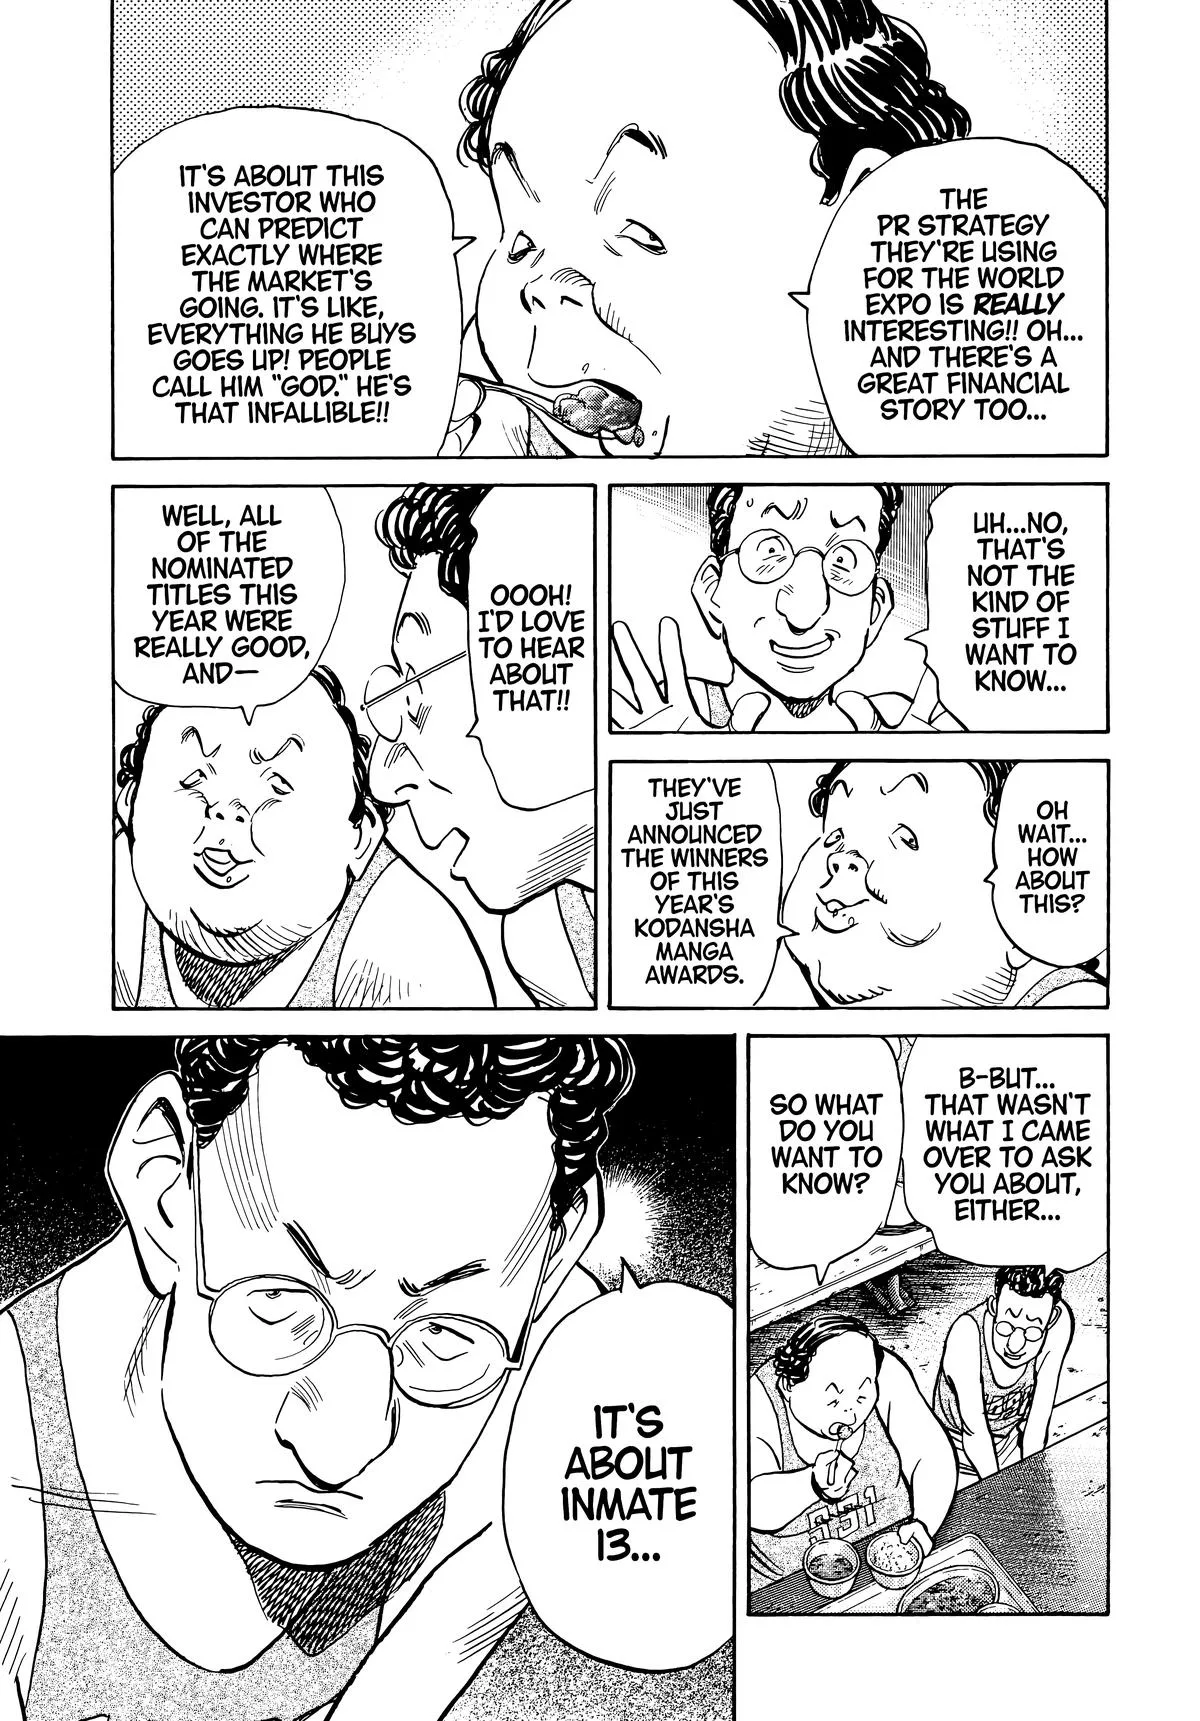 THE
PR STRATEGY
THEY'RE USING
FOR THE WORLD
EXPO IS REALLY
INTERESTING!! OH...
AND THERE'S A
GREAT FINANCIAL
STORY TOO...
IT'S ABOUT THIS
INVESTOR WHO
CAN PREDICT
EXACTLY WHERE
THE MARKET'S
GOING. IT'S LIKE,
EVERYTHING HE BUYS
GOES UP! PEOPLE
CALL HIM "GOD." HE'S
THAT INFALLIBLE!!
UH...NO,
THAT'S
NOT THE
KIND OF
STUFF I
WANT TO
KNOW...
OH
WAIT...
HOW
ABOUT
THIS?
THEY'VE
JUST
ANNOUNCED
THE WINNERS
OF THIS
YEAR'S
KODANSHA
MANGA
AWARDS.
OOOH!
I'D LOVE
TO HEAR
ABOUT
THAT!!
WELL, ALL
OF THE
NOMINATED
TITLES THIS
YEAR WERE
REALLY GOOD,
AND—
B-BUT...
THAT WASN'T
WHAT I CAME
OVER TO ASK
YOU ABOUT,
EITHER...
SO WHAT
DO YOU
WANT TO
KNOW?
IT'S
ABOUT
INMATE
13...